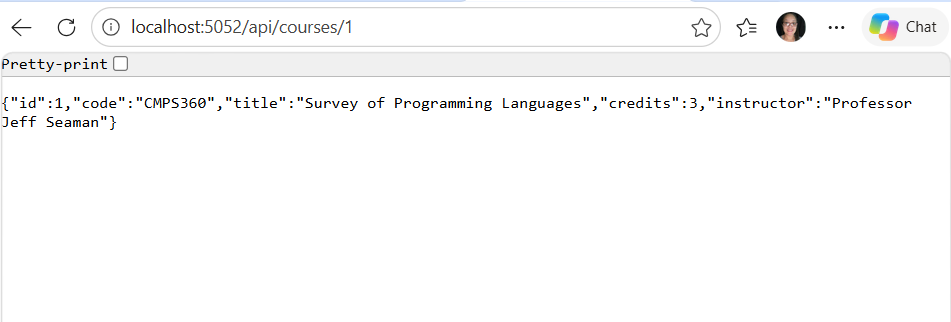 localhost:5052/api/courses/1
Chat
Pretty-print
{"id":1,"code":"CMPS360","title":"Survey of Programming Languages","credits":3,"instructor":"Professor
Jeff Seaman"}